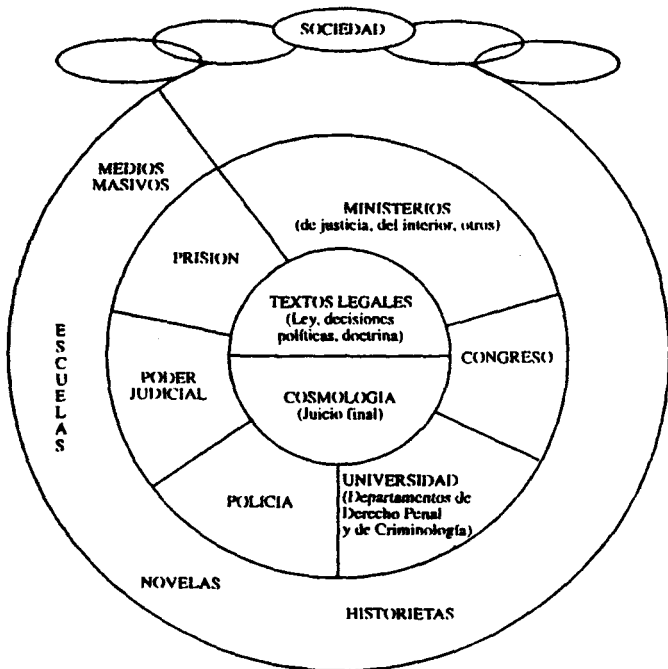 SOCIEDAD
MEDIOS
MASIVOS
MINISTERIOS
(de justicia, del interior, otros)
PRISION
TEXTOS LEGALES
(Ley, decisiones
políticas, doctrina)
ESCUELAS
PODER
JUDICIAL
CONGRESO
COSMOLOGIA
(Juicio final)
POLICIA
UNIVERSIDAD
(Departamentos de
Derecho Penal
y de Criminología)
NOVELAS
HISTORIETAS